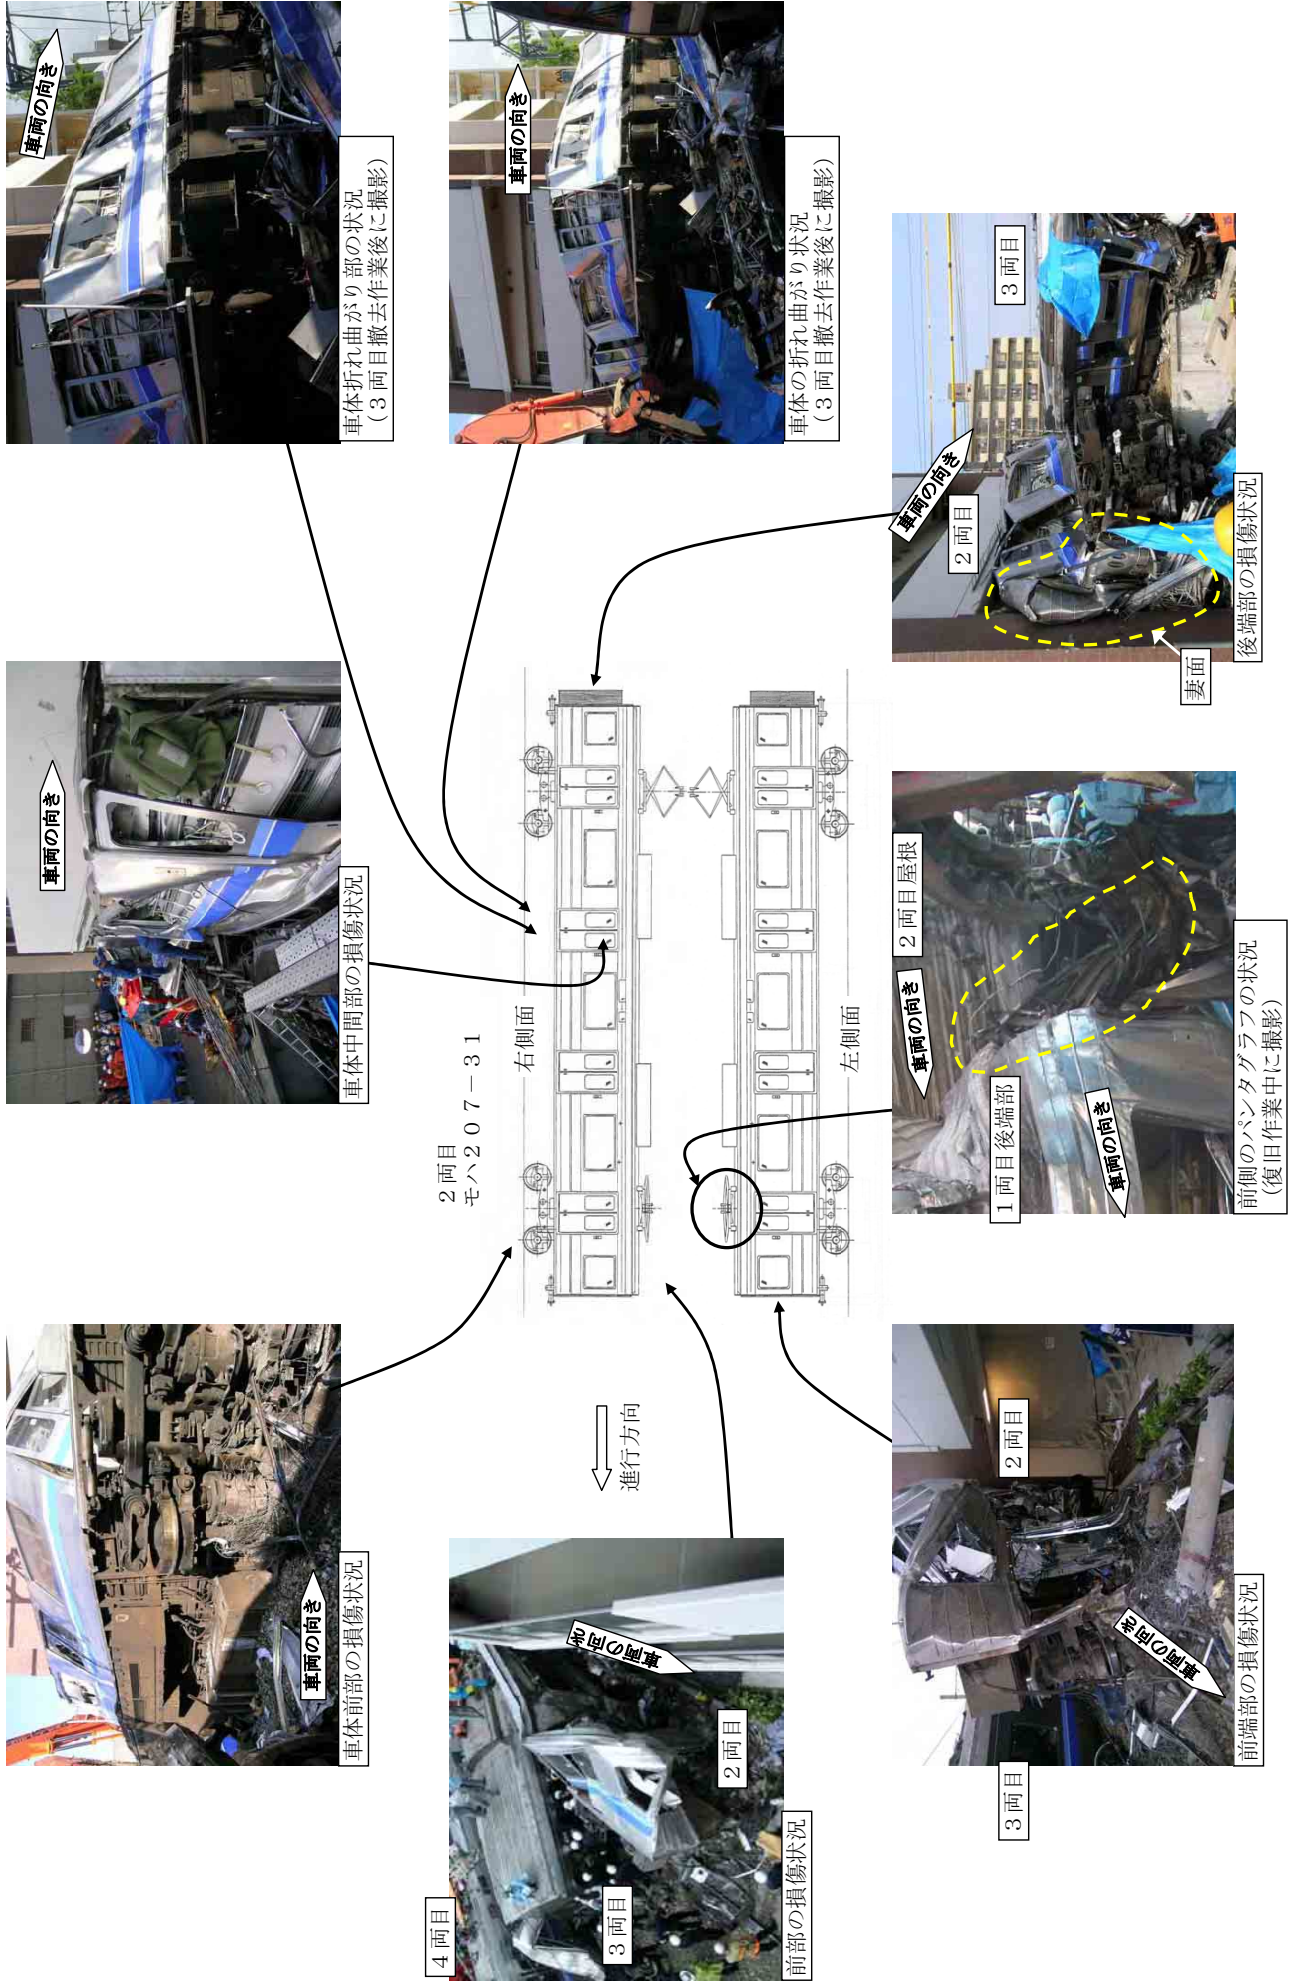 車両の向き
車体前部の損傷状況
車両の向き
車体中間部の損傷状況
車両の向き
車体折れ曲がり部の状況
(3両目撤去作業後に撮影)
4両目
3両目
車両の向き
2両目
前部の損傷状況
2両目
モハ207−31
右側面
進行方向
左側面
車両の向き
車体の折れ曲がり状況
(3両目撤去作業後に撮影)
3両目
2両目
車両の向き
前端部の損傷状況
車両の向き
2両目屋根
1両目後端部
車両の向き
前側のパンタグラフの状況
(復旧作業中に撮影)
車両の向き
2両目
3両目
妻面
後端部の損傷状況